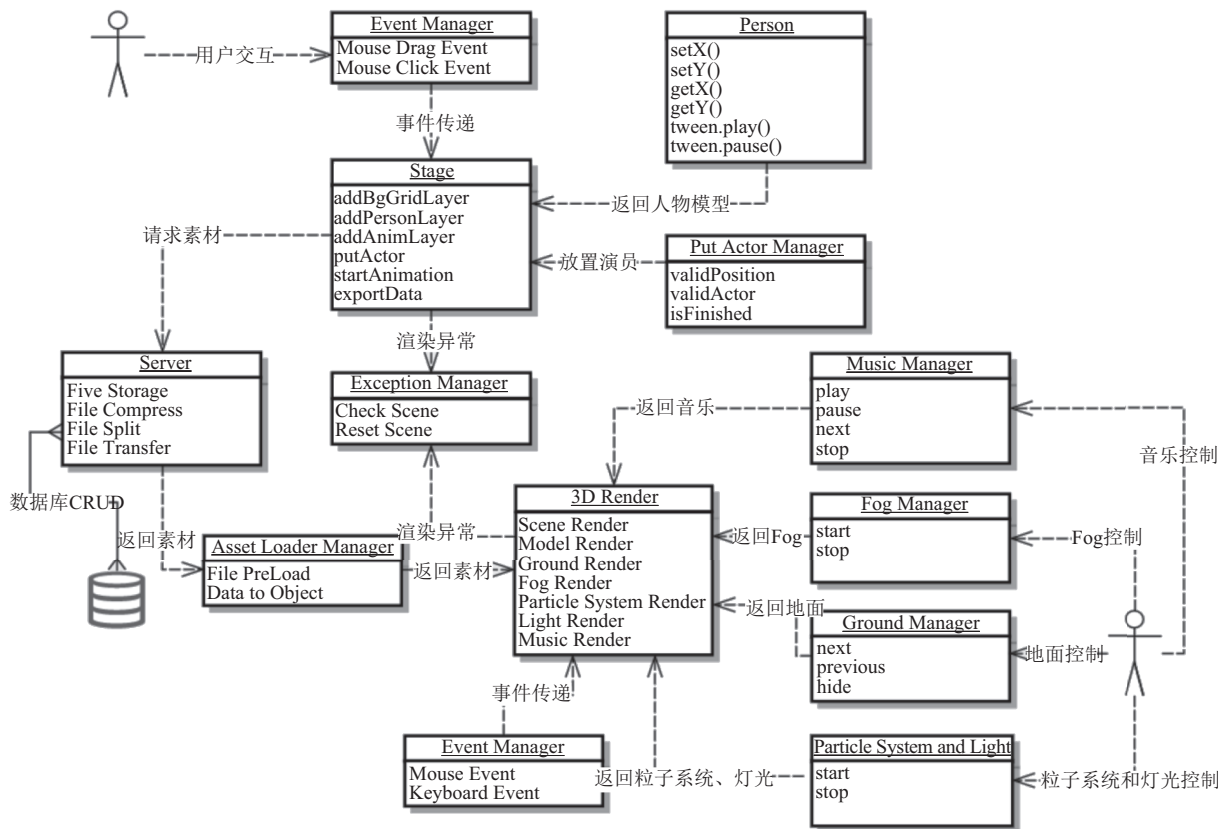 Event Manager
Mouse Drag Event
Mouse Click Event
用户交互
事件传递
Person
setX()
setY()
getX()
getY()
tween.play()
tween.pause()
返回人物模型
Stage
addBgGridLayer
addPersonLayer
addAnimLayer
putActor
startAnimation
exportData
请求素材
放置演员
Put Actor Manager
validPosition
validActor
isFinished
渲染异常
Server
Five Storage
File Compress
File Split
File Transfer
Exception Manager
Check Scene
Reset Scene
Music Manager
play
pause
next
stop
返回音乐
音乐控制
数据库CRUD
返回素材
Asset Loader Manager
File PreLoad
Data to Object
渲染异常
返回素材
3D Render
Scene Render
Model Render
Ground Render
Fog Render
Particle System Render
Light Render
Music Render
返回Fog
Fog Manager
start
stop
Fog控制
返回地面
Ground Manager
next
previous
hide
地面控制
事件传递
Event Manager
Mouse Event
Keyboard Event
返回粒子系统、灯光
Particle System and Light
start
stop
粒子系统和灯光控制